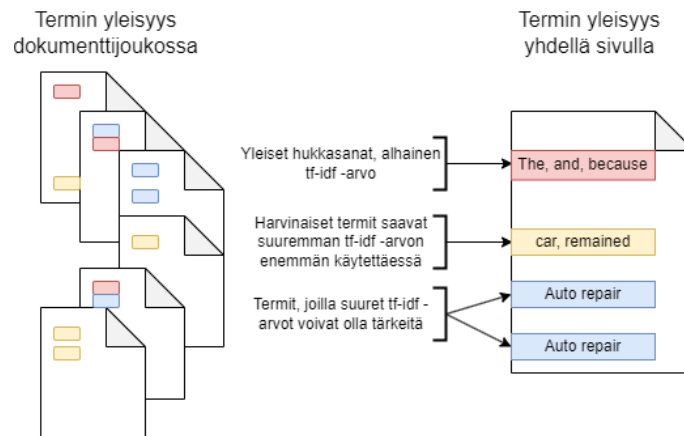 Termin yleisyys
dokumenttijoukossa
Termin yleisyys
yhdellä sivulla
Yleiset hukkasanat, alhainen
tf-idf -arvo
The, and, because
Harvinaiset termit saavat
suuremman tf-idf -arvon
enemmän käytettäessä
car, remained
Termit, joilla suuret tf-idf -
arvot voivat olla tärkeitä
Auto repair
Auto repair